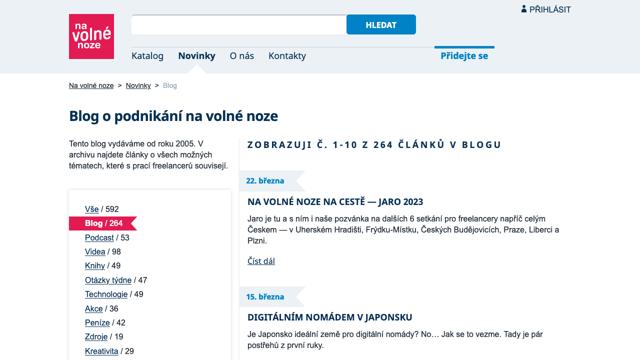 PŘIHLÁSIT
na
volné
noze
HLEDAT
Katalog
Novinky
O nás
Kontakty
Přidejte se
Na volné noze > Novinky > Blog
Blog o podnikání na volné noze
Tento blog vydáváme od roku 2005. V
archivu najdete články o všech možných
tématech, které s prací freelancerů souvisejí.
Vše / 592
Blog / 264
Podcast / 53
Videa / 98
Knihy / 49
Otázky týdne / 47
Technologie / 49
Akce / 36
Peníze / 42
Zdroje / 19
Kreativita / 29
ZOBRAZUJI Č. 1-10 Z 264 ČLÁNKŮ V BLOGU
22. března
NA VOLNÉ NOZE NA CESTĚ — JARO 2023
Jaro je tu a s ním i naše pozvánka na dalších 6 setkání pro freelancery napříč celým
Českem — v Uherském Hradišti, Frýdku-Místku, Českých Budějovicích, Praze, Liberci a
Plzni.
Číst dál
15. března
DIGITÁLNÍM NOMÁDEM V JAPONSKU
Je Japonsko ideální země pro digitální nomády? No… Jak se to vezme. Tady je pár
postřehů z první ruky.